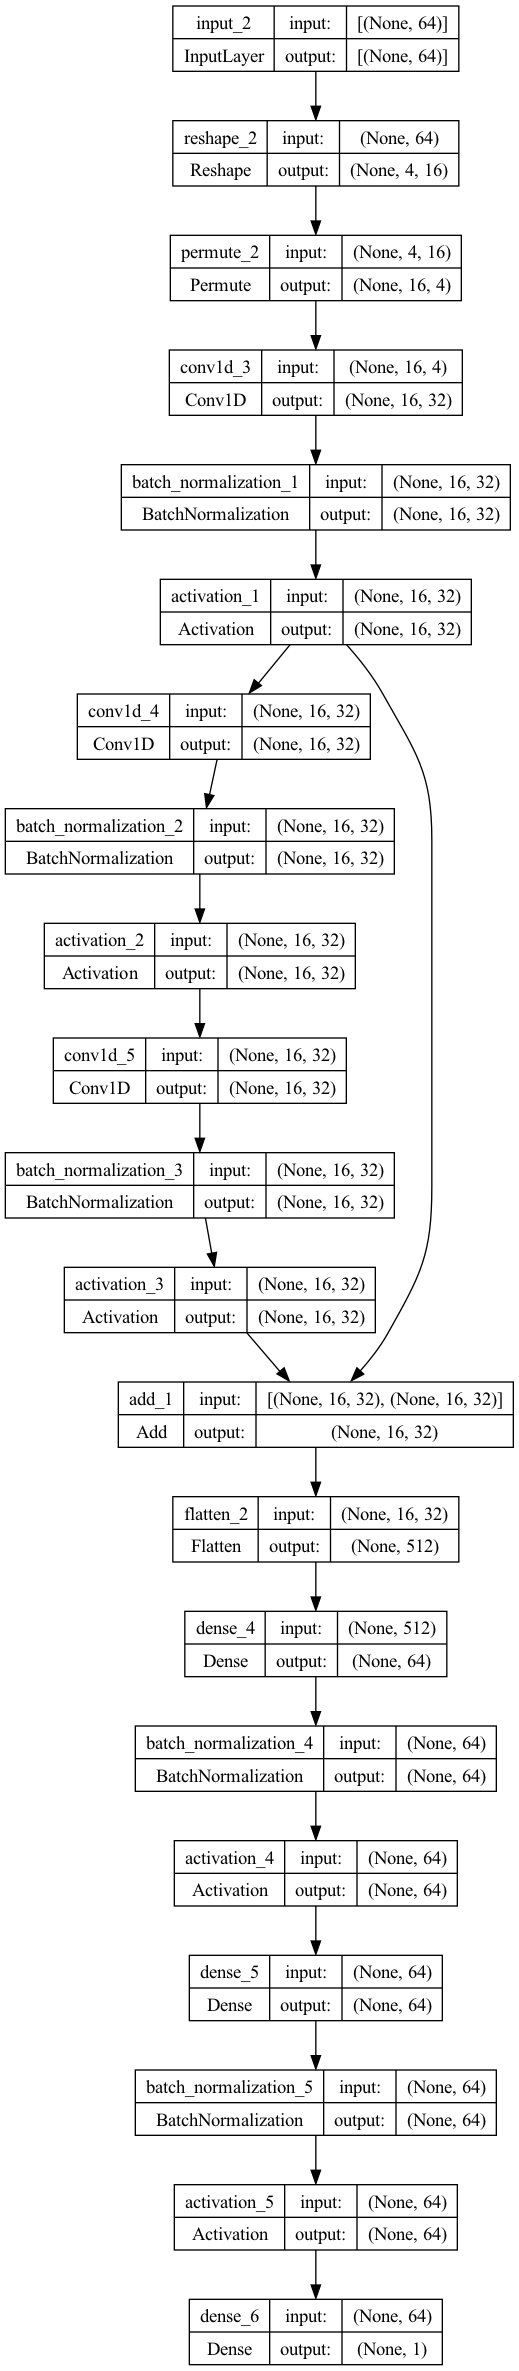 input_2 input: [(None, 64)]
InputLayer output: [(None, 64)]
reshape_2 input: (None, 64)
Reshape output: (None, 4, 16)
permute_2 input: (None, 4, 16)
Permute output: (None, 16, 4)
conv1d_3 input: (None, 16, 4)
Conv1D output: (None, 16, 32)
batch_normalization_1 input: (None, 16, 32)
BatchNormalization output: (None, 16, 32)
activation_1 input: (None, 16, 32)
Activation output: (None, 16, 32)
conv1d_4 input: (None, 16, 32)
Conv1D output: (None, 16, 32)
batch_normalization_2 input: (None, 16, 32)
BatchNormalization output: (None, 16, 32)
activation_2 input: (None, 16, 32)
Activation output: (None, 16, 32)
conv1d_5 input: (None, 16, 32)
Conv1D output: (None, 16, 32)
batch_normalization_3 input: (None, 16, 32)
BatchNormalization output: (None, 16, 32)
activation_3 input: (None, 16, 32)
Activation output: (None, 16, 32)
add_1 input: [(None, 16, 32), (None, 16, 32)]
Add output: (None, 16, 32)
flatten_2 input: (None, 16, 32)
Flatten output: (None, 512)
dense_4 input: (None, 512)
Dense output: (None, 64)
batch_normalization_4 input: (None, 64)
BatchNormalization output: (None, 64)
activation_4 input: (None, 64)
Activation output: (None, 64)
dense_5 input: (None, 64)
Dense output: (None, 64)
batch_normalization_5 input: (None, 64)
BatchNormalization output: (None, 64)
activation_5 input: (None, 64)
Activation output: (None, 64)
dense_6 input: (None, 64)
Dense output: (None, 1)